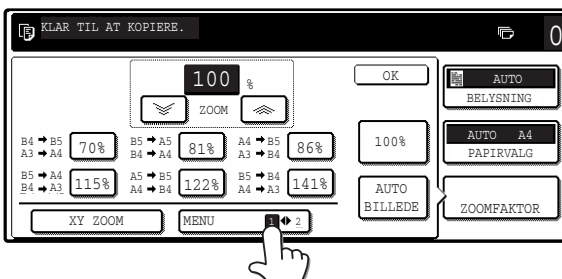 KLAR TIL AT KOPIERE.
0
100 %
ZOOM
B4 → B5
A3 → A4
70%
B5 → A5
A4 → B4
81%
A4 → B5
A3 → B4
86%
B5 → A4
B4 → A3
115%
A5 → B5
A4 → B4
122%
B5 → B4
A4 → A3
141%
XY ZOOM
MENU 1 2
OK
100%
AUTO
BILLEDE
AUTO
BELYSNING
AUTO A4
PAPIRVALG
ZOOMFAKTOR